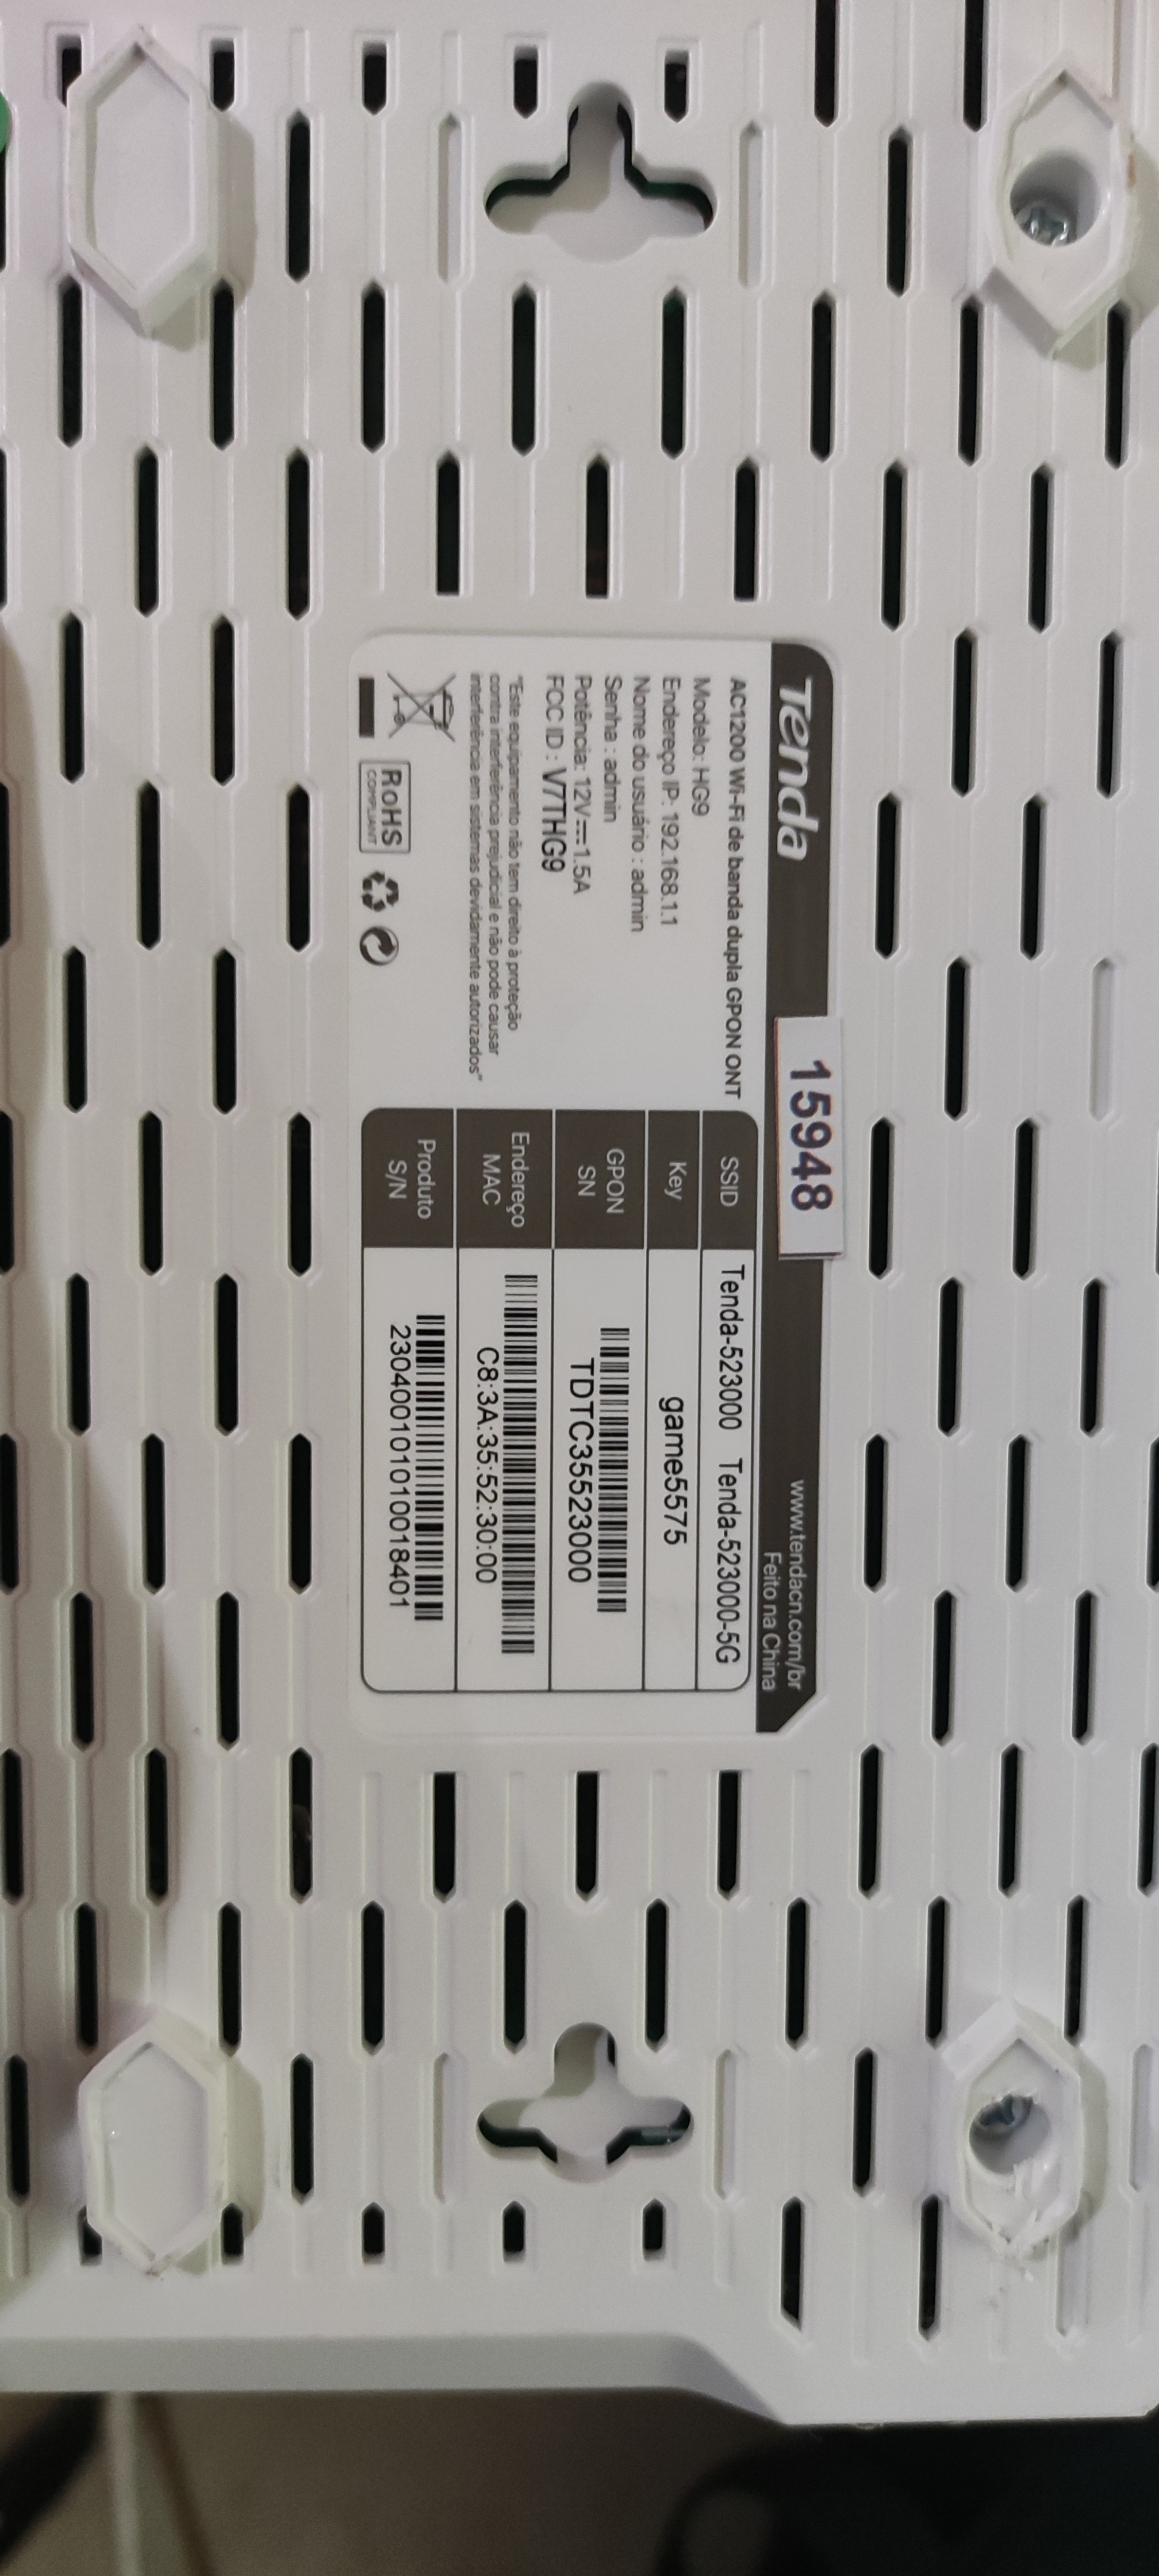 Tenda
15948
www.tendacn.com/br
Feito na China
AC1200 Wi-Fi de banda dupla GPON ONT
Modelo: HG9
Endereço IP: 192.168.1.1
Nome do usuário : admin
Senha : admin
Potência: 12V⎓1.5A
FCC ID : V7THG9
"Este equipamento não tem direito à proteção
contra interferência prejudicial e não pode causar
interferência em sistemas devidamente autorizados"
RoHS
COMPLIANT
SSID Tenda-523000 Tenda-523000-5G
Key game5575
GPON
SN
TDTC35523000
Endereço
MAC
C8:3A:35:52:30:00
Produto
S/N
230400101010018401